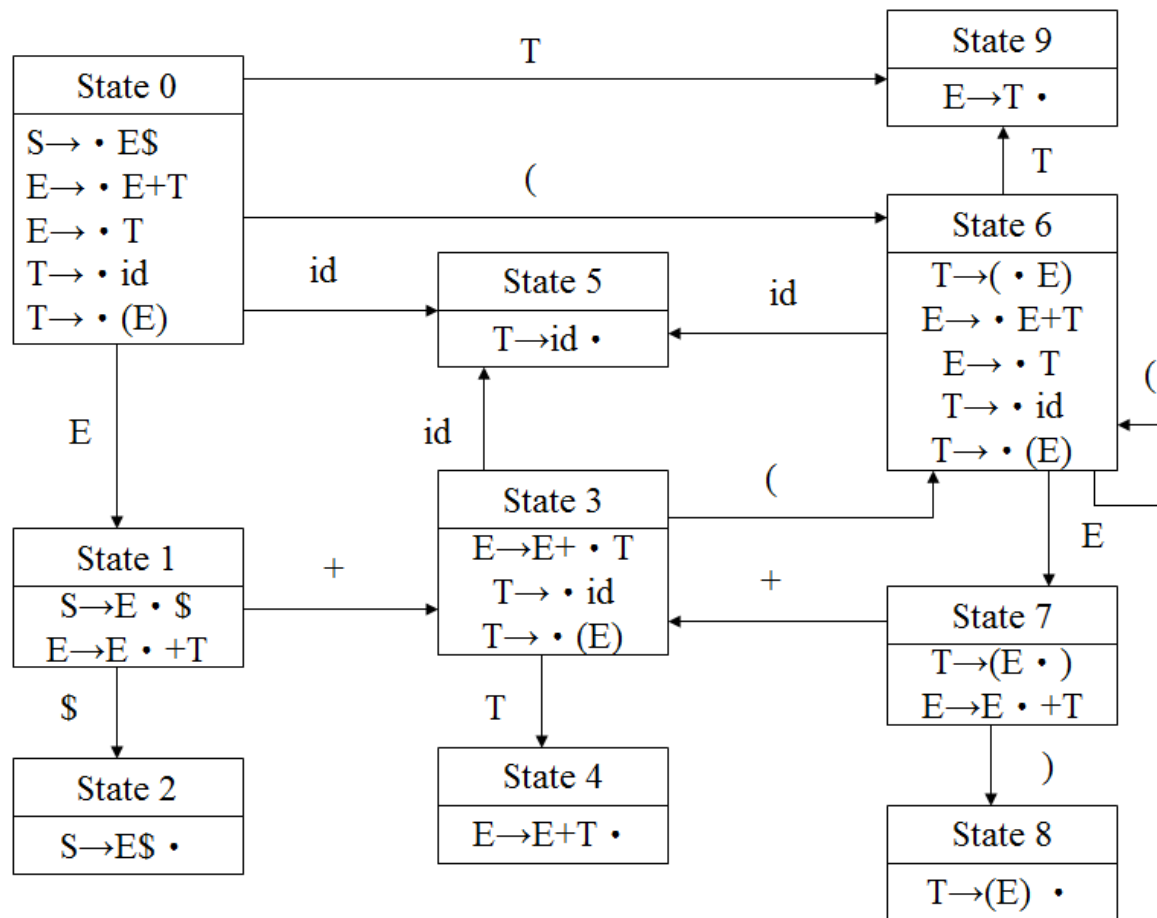 State 0
S→・E$
E→・E+T
E→・T
T→・id
T→・(E)
T
(
id
E
State 9
E→T・
T
State 6
T→(・E)
E→・E+T
E→・T
T→・id
T→・(E)
(
id
State 5
T→id・
id
State 3
E→E+・T
T→・id
T→・(E)
(
E
State 1
S→E・$
E→E・+T
+
+
State 7
T→(E・)
E→E・+T
$
T
)
State 2
S→E$・
State 4
E→E+T・
State 8
T→(E)・